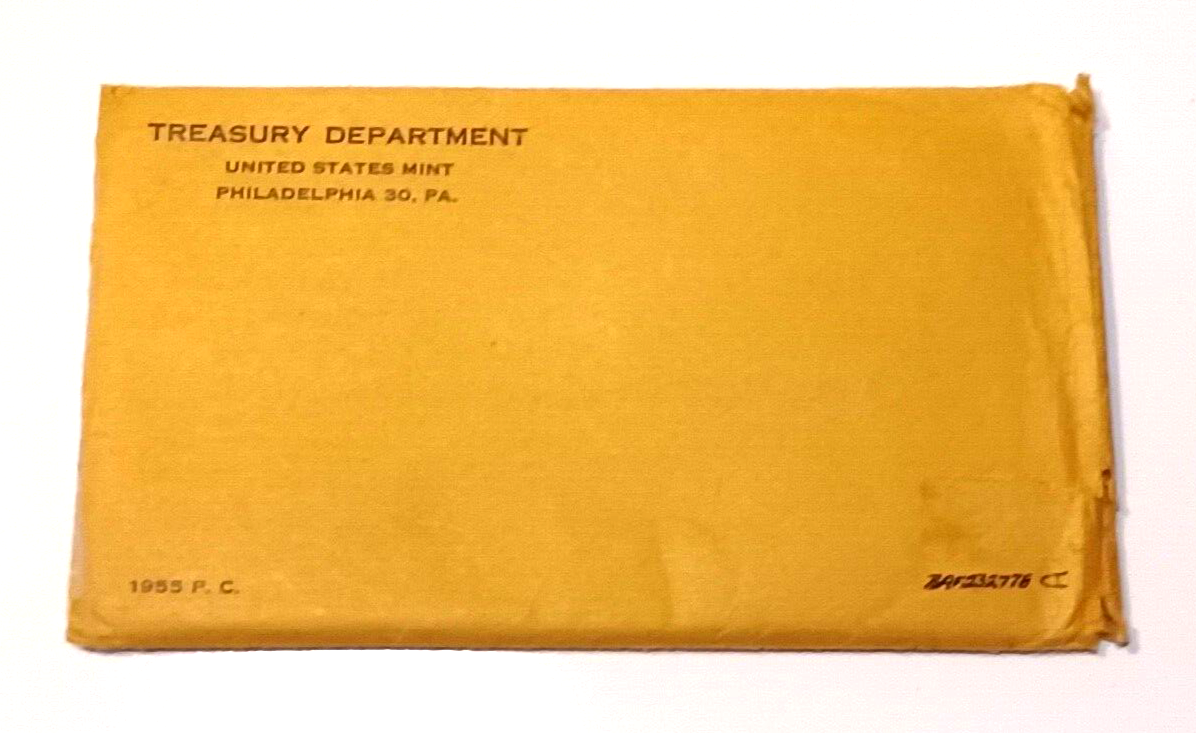 TREASURY DEPARTMENT
UNITED STATES MINT
PHILADELPHIA 30, PA.
1955 P. C.